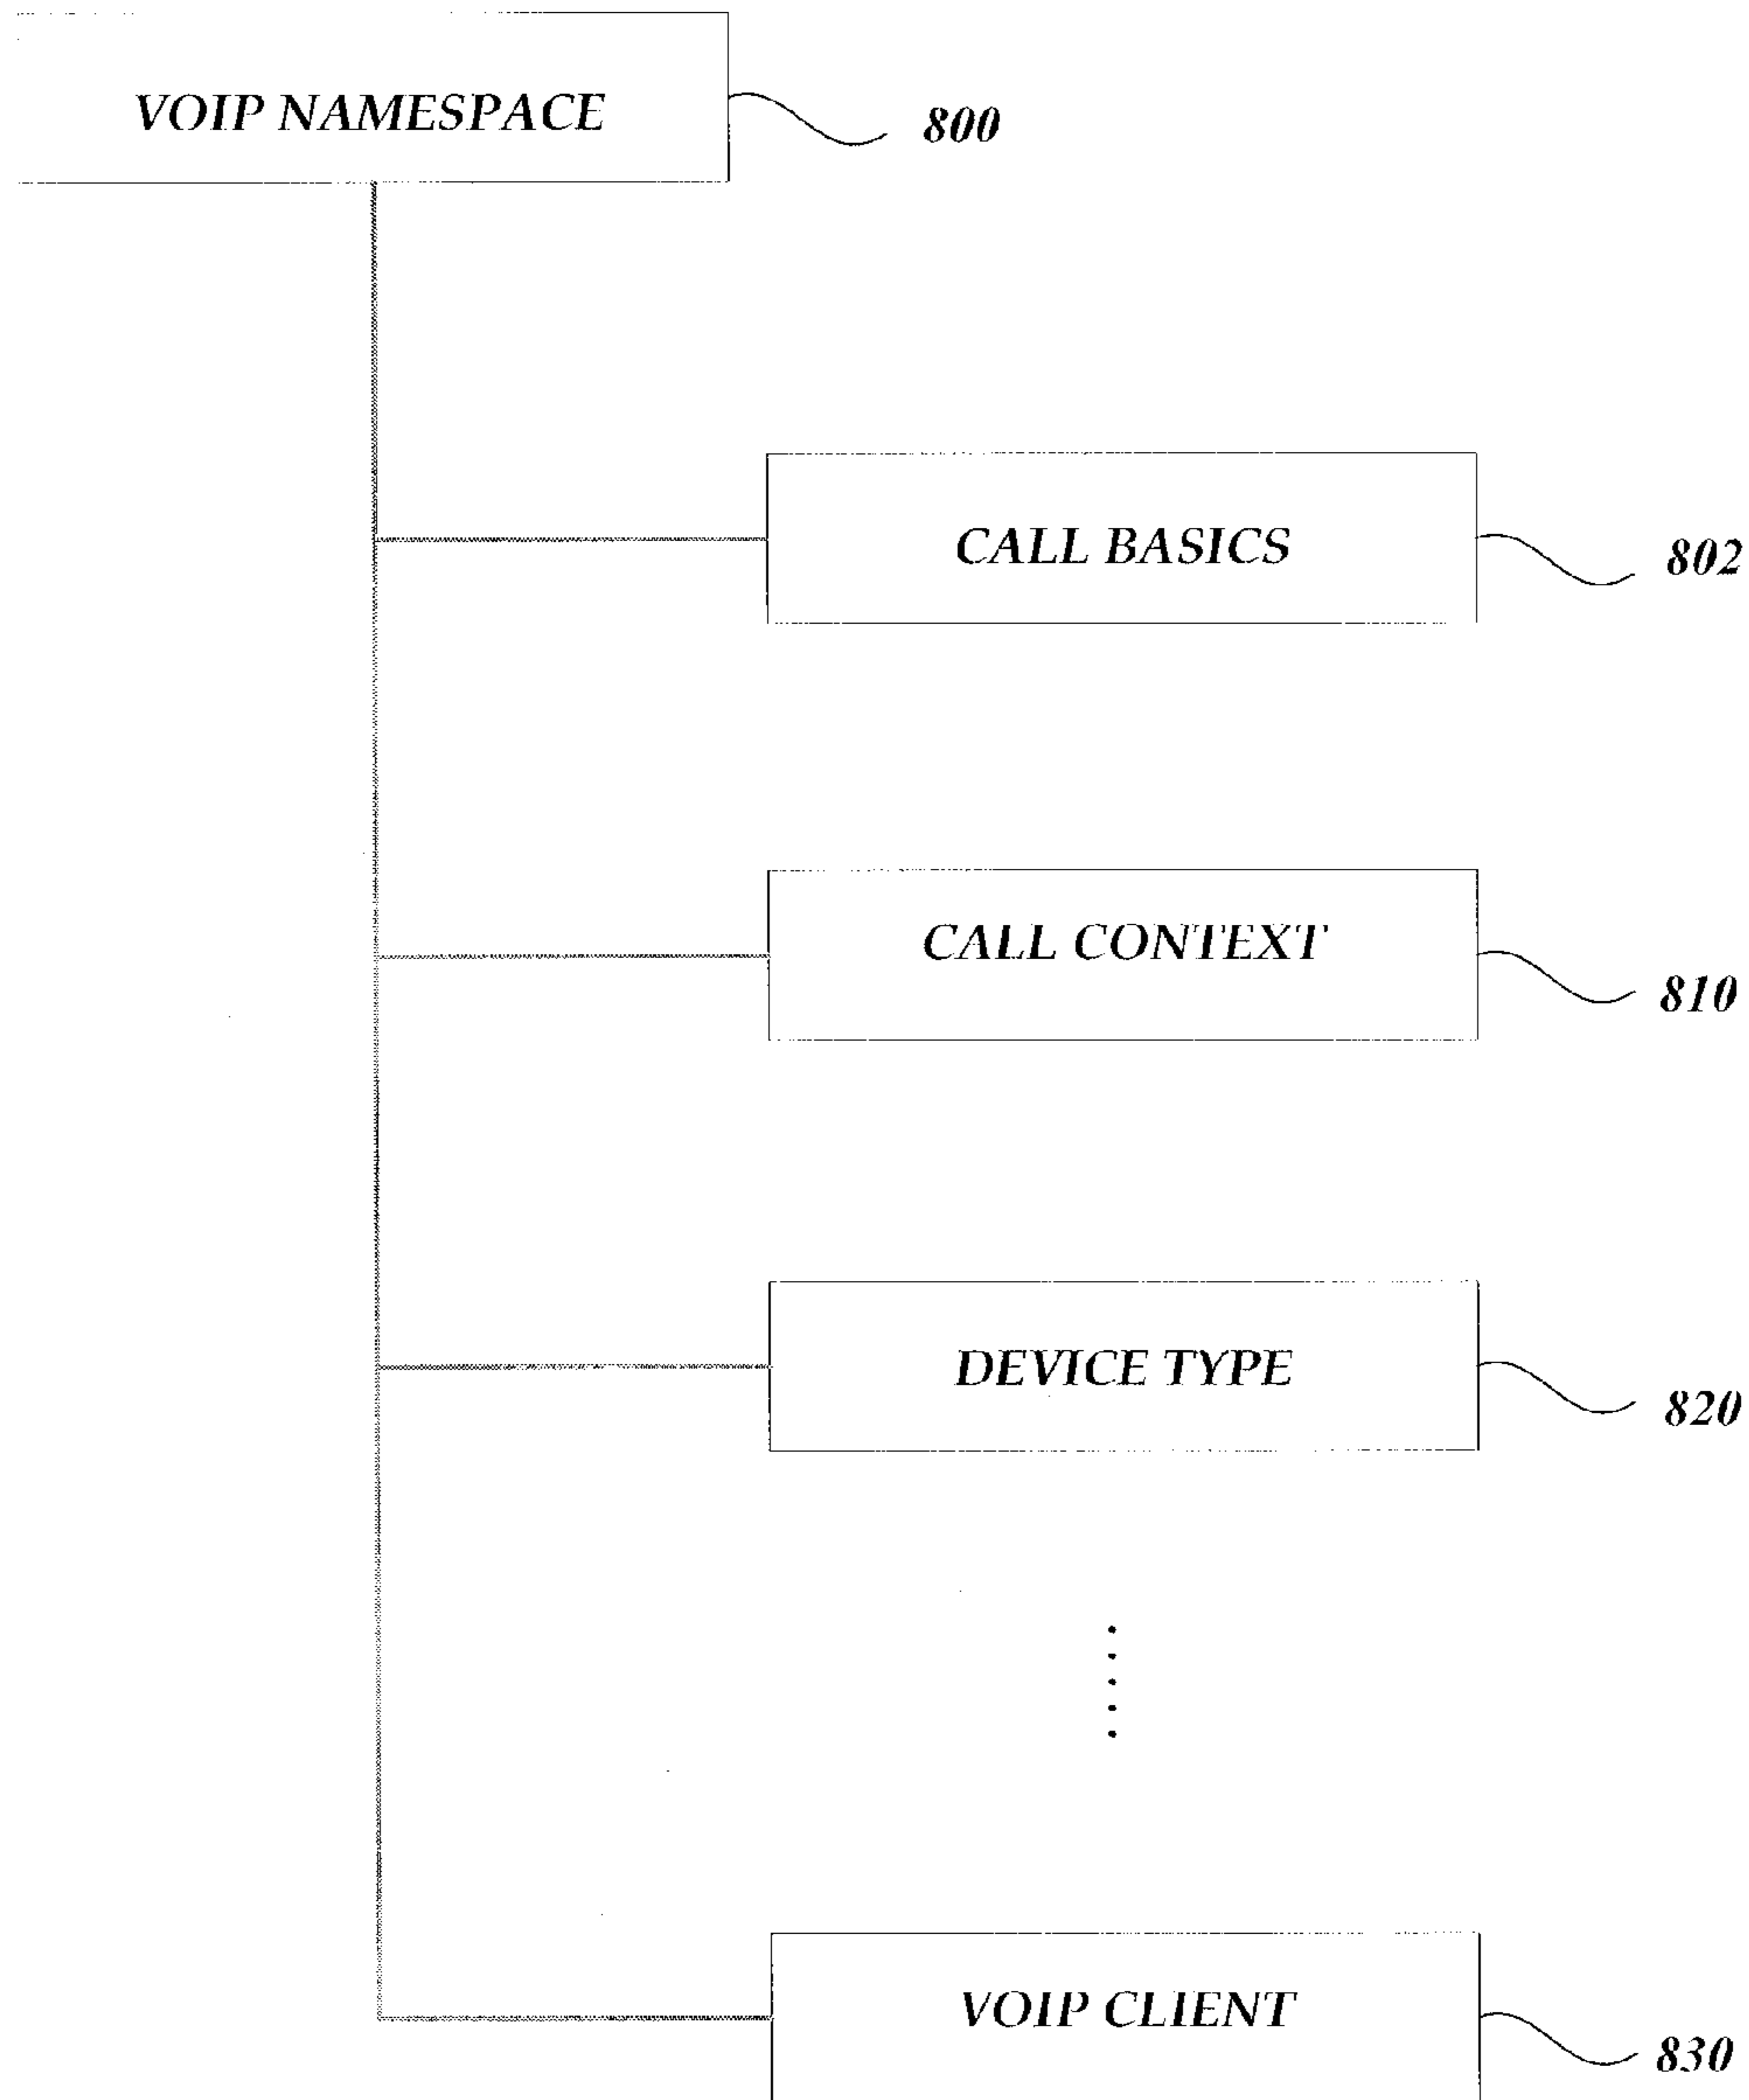 VOIP NAMESPACE
800
CALL BASICS
802
CALL CONTEXT
810
DEVICE TYPE
820
VOIP CLIENT
830